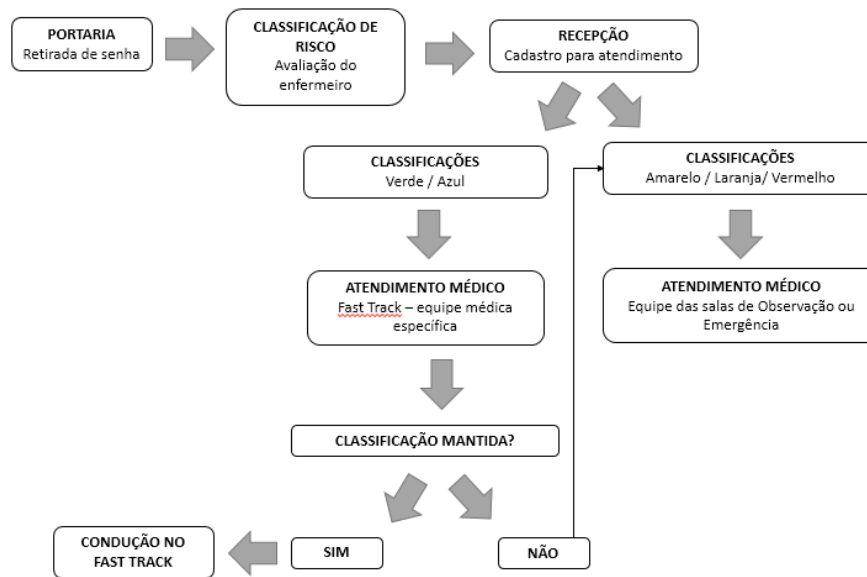 PORTARIA
Retirada de senha
CLASSIFICAÇÃO DE
RISCO
Avaliação do
enfermeiro
RECEPÇÃO
Cadastro para atendimento
CLASSIFICAÇÕES
Verde / Azul
CLASSIFICAÇÕES
Amarelo / Laranja/ Vermelho
ATENDIMENTO MÉDICO
Fast Track – equipe médica
específica
ATENDIMENTO MÉDICO
Equipe das salas de Observação ou
Emergência
CLASSIFICAÇÃO MANTIDA?
CONDUÇÃO NO
FAST TRACK
SIM
NÃO